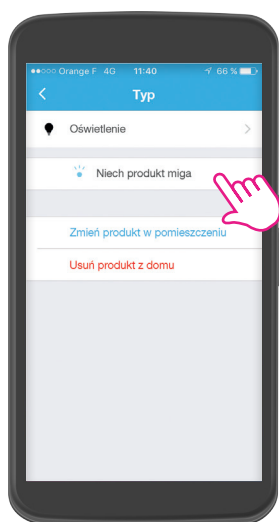 Orange F 4G 11:40 66 %
Typ
Oświetlenie
Niech produkt miga
Zmień produkt w pomieszczeniu
Usuń produkt z domu